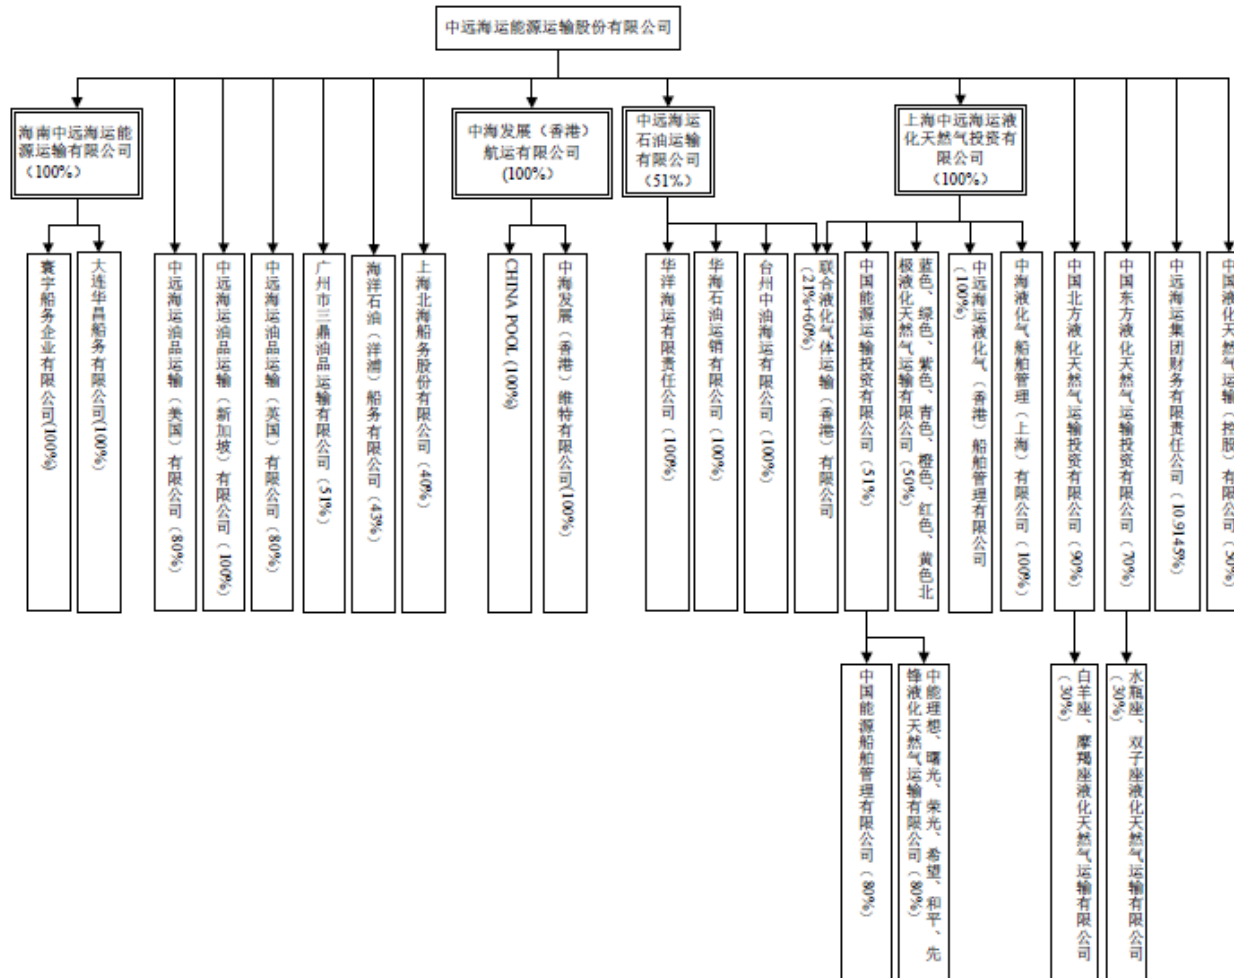 中远海运能源运输股份有限公司
海南中远海运能
源运输有限公司
（100%）
中海发展（香港）
航运有限公司
(100%)
中远海运
石油运输
有限公司
（51%）
上海中远海运液
化天然气投资有
限公司
（100%）
寰宇船务企业有限公司(100%)
大连华昌船务有限公司(100%)
中远海运油品运输（美国）有限公司（80%）
中远海运油品运输（新加坡）有限公司（100%）
中远海运油品运输（英国）有限公司（80%）
广州市三鼎油品运输有限公司（51%）
海洋石油（洋浦）船务有限公司（43%）
上海北海船务股份有限公司（40%）
CHINA POOL (100%)
中海发展（香港）维特有限公司(100%)
华洋海运有限责任公司（100%）
华海石油运销有限公司（100%）
台州中油海运有限公司（100%）
联合液化气体运输（香港）有限公司
（21%+60%）
中国能源运输投资有限公司（51%）
蓝色、绿色、紫色、青色、橙色、红色、黄色北
极液化天然气运输有限公司（50%）
中远海运液化气（香港）船舶管理有限公司
（100%）
中海液化气船舶管理（上海）有限公司（100%）
中国北方液化天然气运输投资有限公司（90%）
中国东方液化天然气运输投资有限公司（70%）
中远海运集团财务有限责任公司（10.9145%）
中国液化天然气运输（控股）有限公司（50%）
中国能源船舶管理有限公司（80%）
中能理想、曙光、荣光、希望、和平、先
锋液化天然气运输有限公司（80%）
白羊座、摩羯座液化天然气运输有限公司
（30%）
水瓶座、双子座液化天然气运输有限公司
（30%）